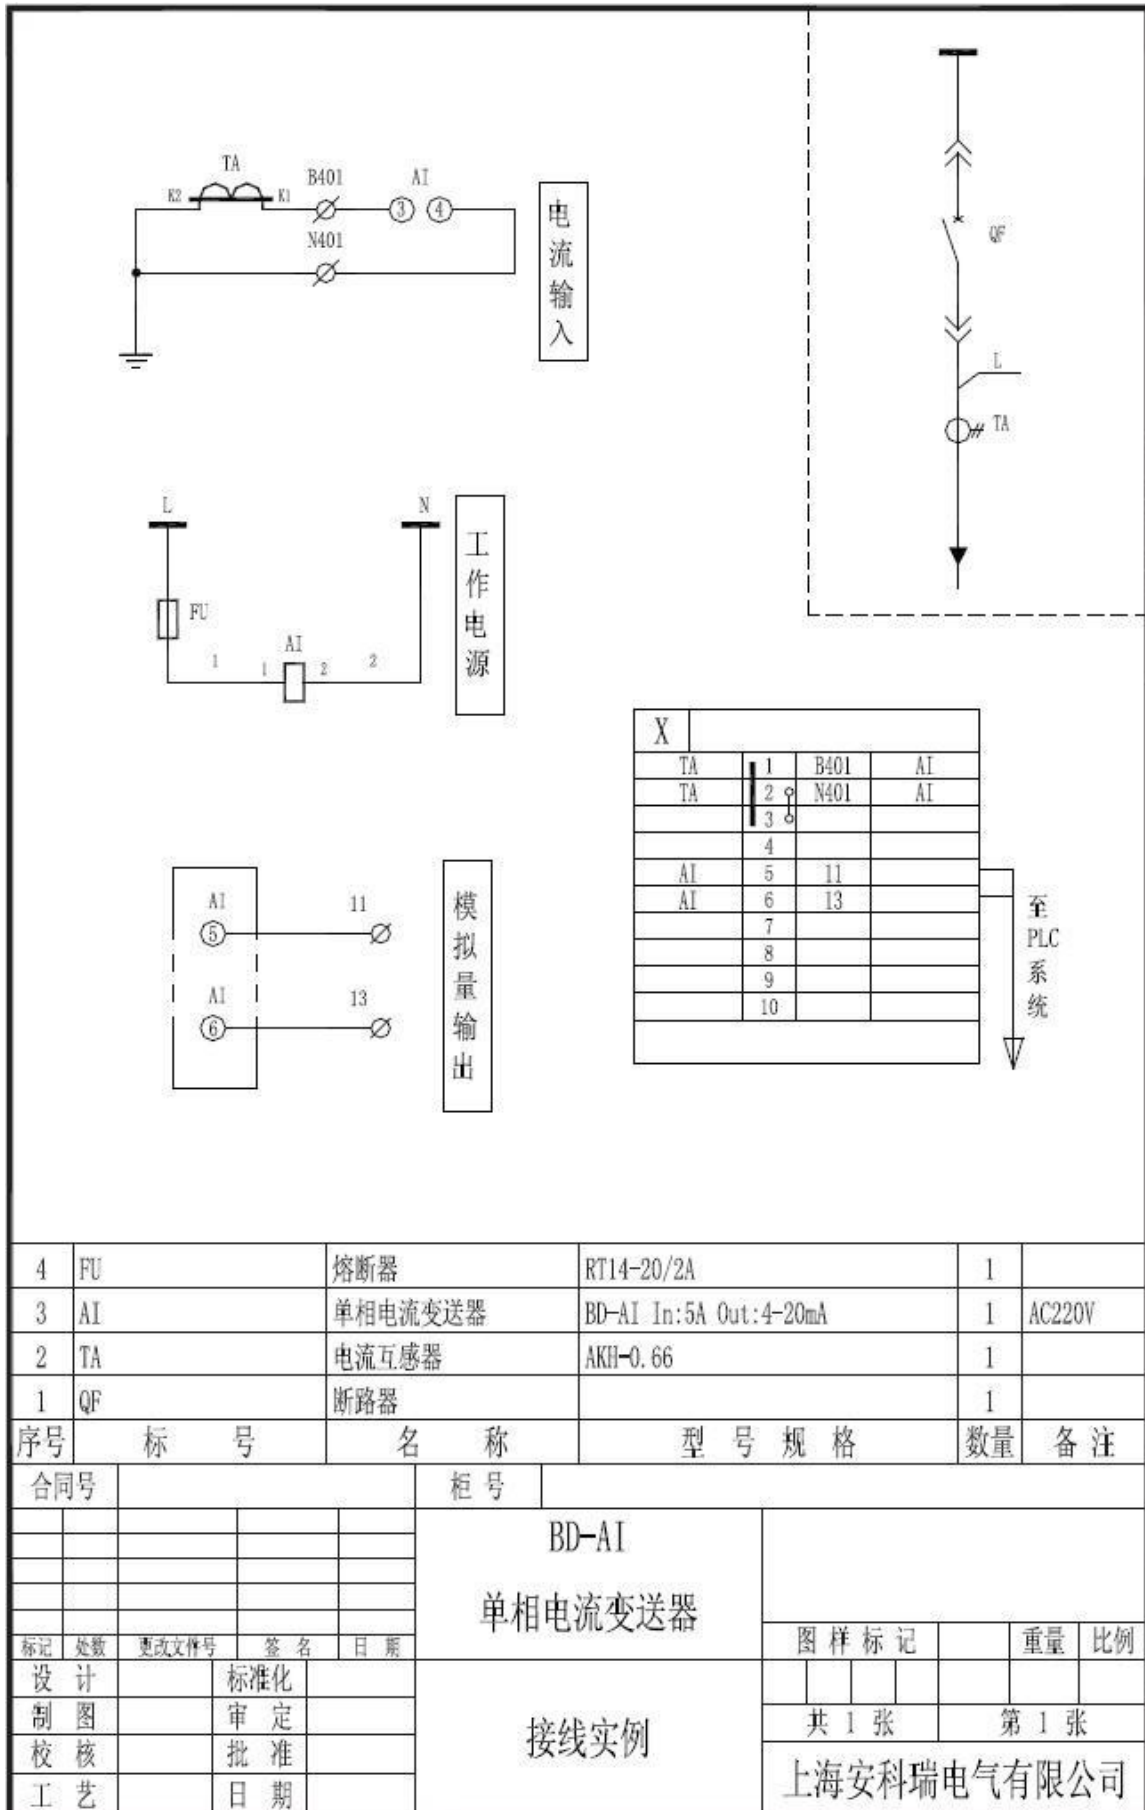 TA
K2
K1
B401
AI
3
4
N401
电流输入
QF
L
TA
L
N
工作电源
FU
AI
1
1
2
2
X
TA 1 B401 AI
TA 2 N401 AI
3
4
AI 5 11
AI 6 13
7
8
9
10
至
PLC
系
统
AI
5
11
AI
6
13
模拟量输出
4 FU 熔断器 RT14-20/2A 1
3 AI 单相电流变送器 BD-AI In:5A Out:4-20mA 1 AC220V
2 TA 电流互感器 AKH-0.66 1
1 QF 断路器 1
序号 标 号 名 称 型 号 规 格 数量 备 注
合同号 柜 号
BD-AI
单相电流变送器
标记 处数 更改文件号 签 名 日 期
图 样 标 记 重量 比例
设 计 标准化
制 图 审 定
接线实例
共 1 张 第 1 张
校 核 批 准
上海安科瑞电气有限公司
工 艺 日 期